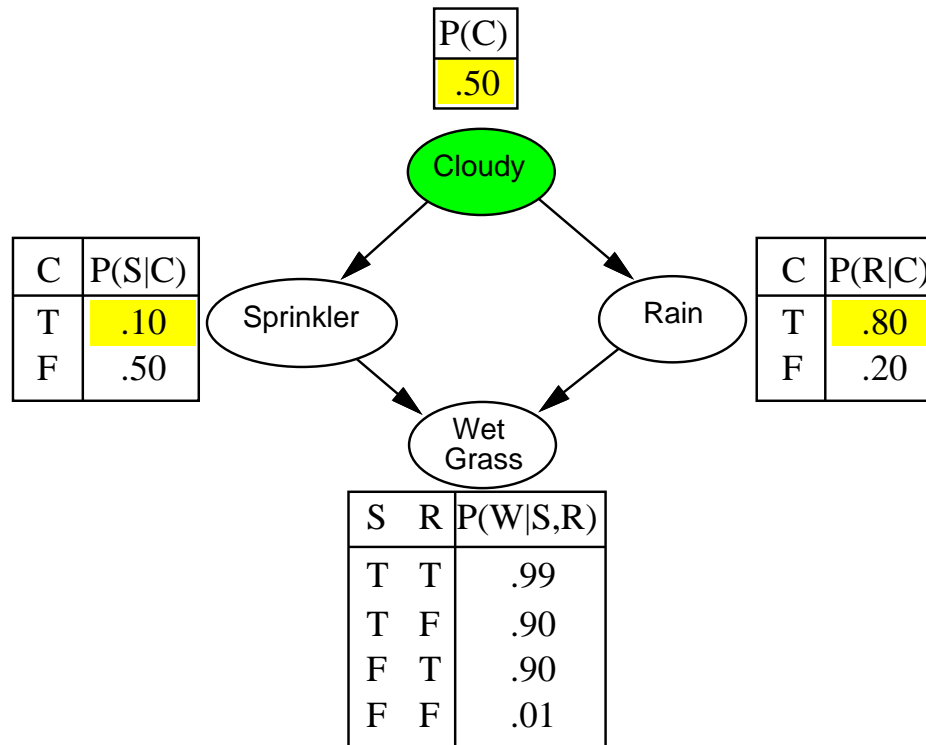 P(C)
.50
Cloudy
C P(S|C)
T .10
F .50
Sprinkler
Rain
C P(R|C)
T .80
F .20
Wet
Grass
S R P(W|S,R)
T T .99
T F .90
F T .90
F F .01